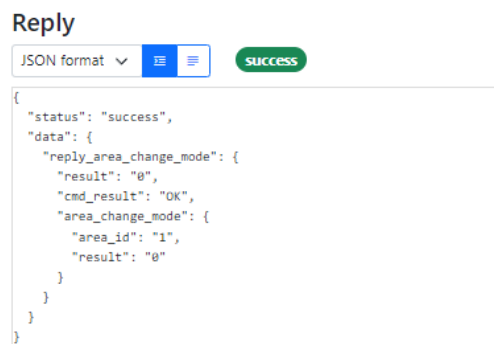 Reply
JSON format success
{
  "status": "success",
  "data": {
    "reply_area_change_mode": {
      "result": "0",
      "cmd_result": "OK",
      "area_change_mode": {
        "area_id": "1",
        "result": "0"
      }
    }
  }
}